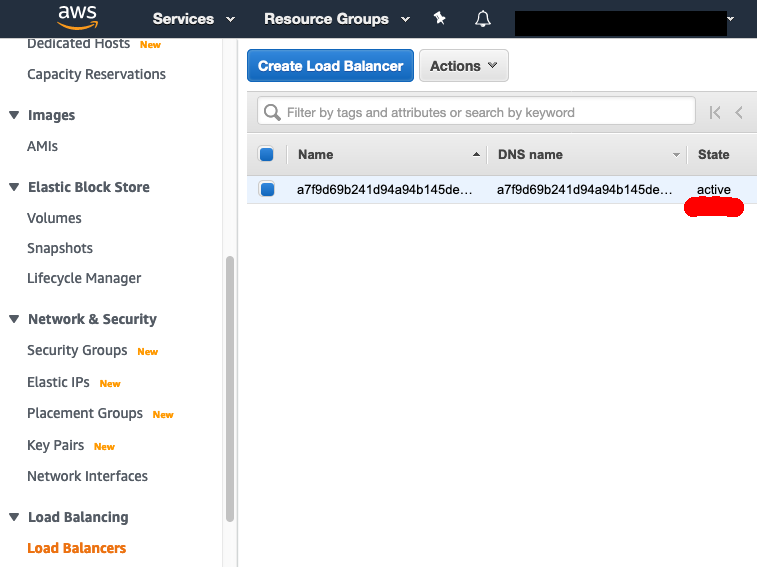 aws Services Resource Groups
Dedicated Hosts New
Capacity Reservations
Images
AMIs
Elastic Block Store
Volumes
Snapshots
Lifecycle Manager
Network & Security
Security Groups New
Elastic IPs New
Placement Groups New
Key Pairs New
Network Interfaces
Load Balancing
Load Balancers
Create Load Balancer Actions
Filter by tags and attributes or search by keyword
Name DNS name State
a7f9d69b241d94a94b145de... a7f9d69b241d94a94b145de... active